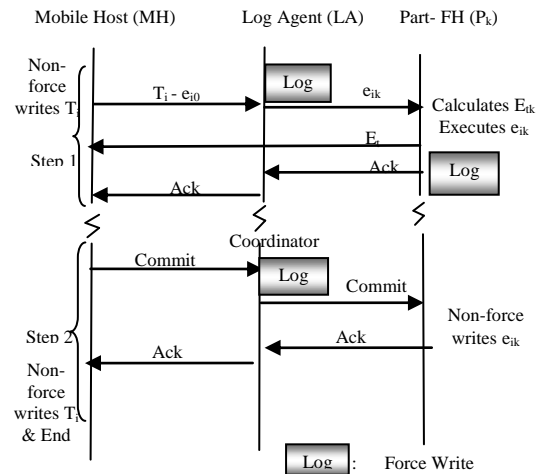 Mobile Host (MH)
Log Agent (LA)
Part- FH (Pk)
Non-
force
writes Ti
Step 1
Ti - ei0
Log
eik
Calculates Etk
Executes eik
Et
Ack
Log
Ack
Coordinator
Commit
Log
Commit
Non-force
writes eik
Ack
Ack
Step 2
Non-
force
writes Ti
& End
Log : Force Write